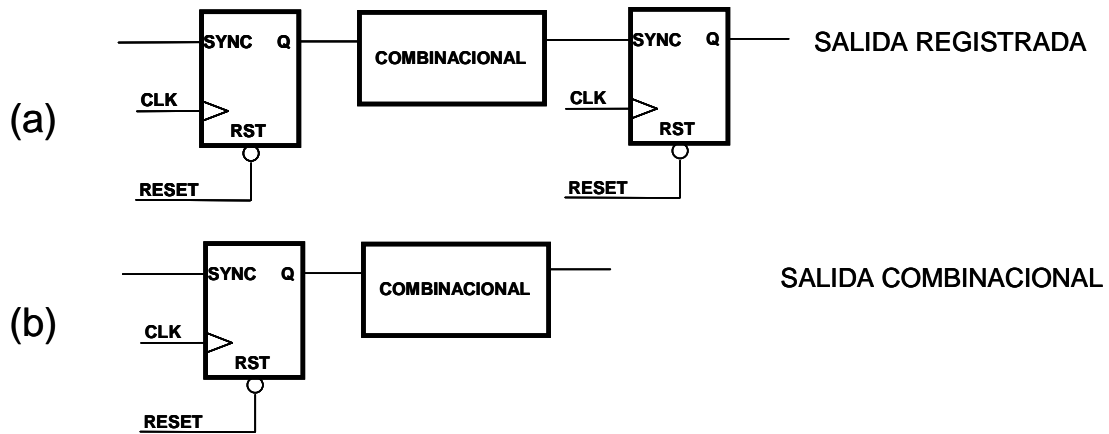 SYNC Q
COMBINACIONAL
SYNC Q
SALIDA REGISTRADA
(a)
CLK
CLK
RST
RST
RESET
RESET
SYNC Q
COMBINACIONAL
SALIDA COMBINACIONAL
(b)
CLK
RST
RESET